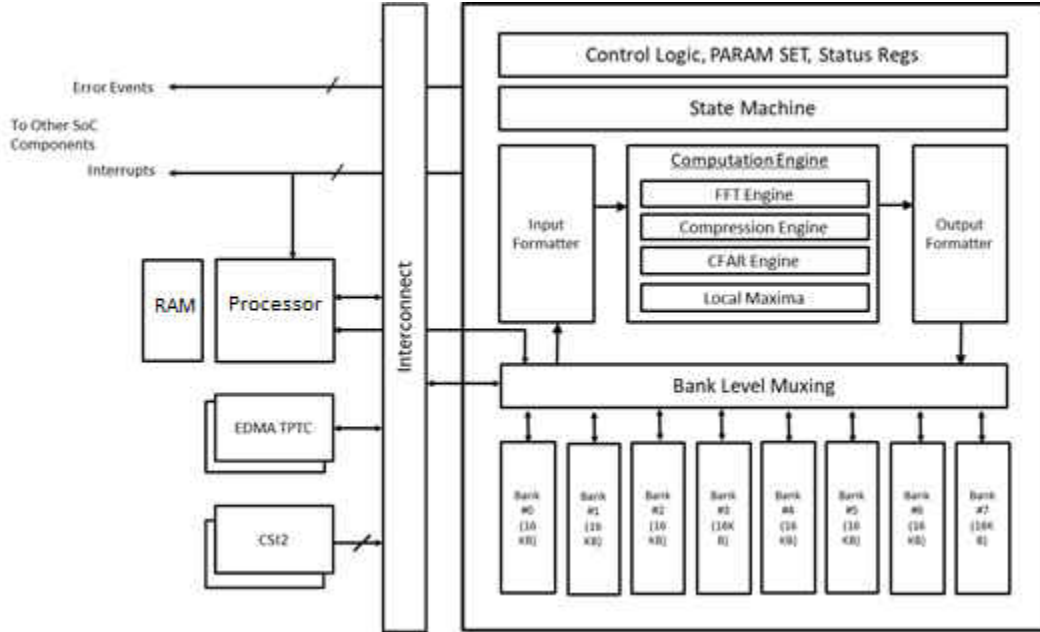 Control Logic, PARAM SET, Status Regs
State Machine
Error Events
To Other SoC
Components
Interrupts
Computation Engine
FFT Engine
Compression Engine
CFAR Engine
Local Maxima
Input
Formatter
Output
Formatter
RAM
Processor
Interconnect
Bank Level Muxing
EDMA TPTC
CSI2
Bank
#0
(16
KB)
Bank
#1
(16
KB)
Bank
#2
(16
KB)
Bank
#3
(16K
B)
Bank
#4
(16
KB)
Bank
#5
(16
KB)
Bank
#6
(16
KB)
Bank
#7
(16K
B)